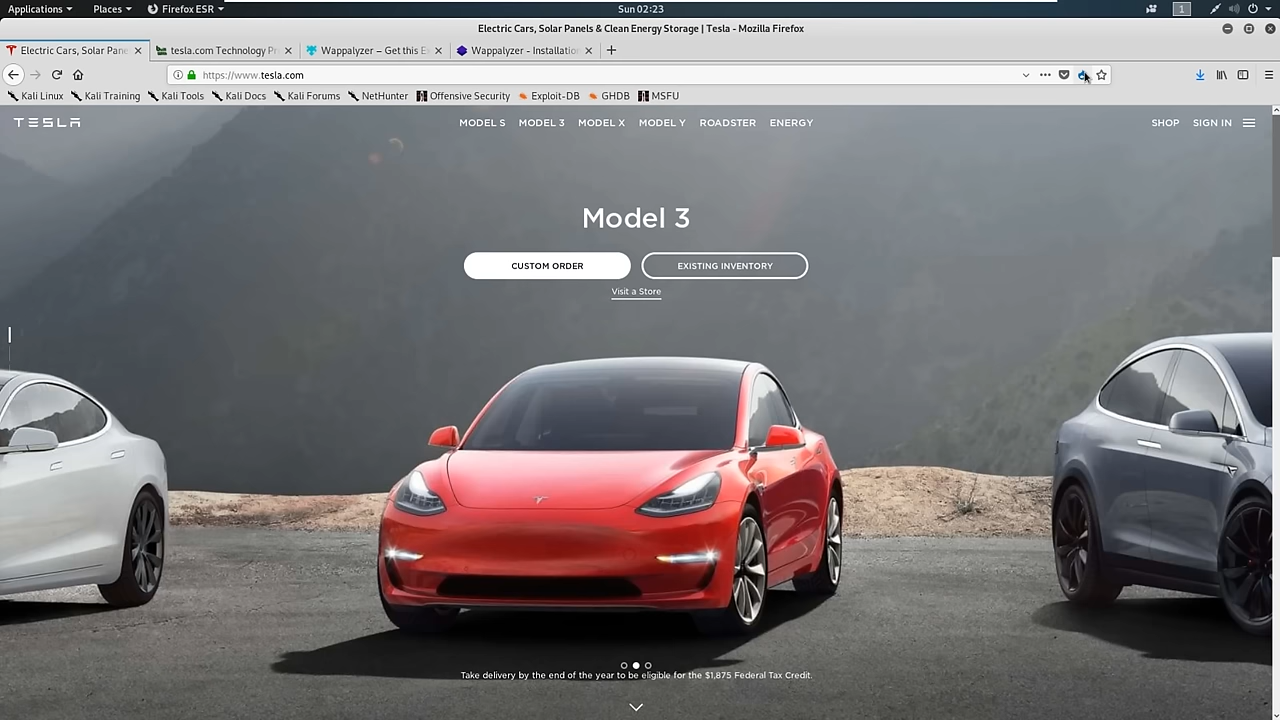 Applications Places Firefox ESR Sun 02:23 1
Electric Cars, Solar Panels & Clean Energy Storage | Tesla - Mozilla Firefox
Electric Cars, Solar Pane tesla.com Technology Pr Wappalyzer – Get this E Wappalyzer - Installatio
https://www.tesla.com
Kali Linux Kali Training Kali Tools Kali Docs Kali Forums NetHunter Offensive Security Exploit-DB GHDB MSFU
TESLA MODEL S MODEL 3 MODEL X MODEL Y ROADSTER ENERGY SHOP SIGN IN
Model 3
CUSTOM ORDER EXISTING INVENTORY
Visit a Store
Take delivery by the end of the year to be eligible for the $1,875 Federal Tax Credit.